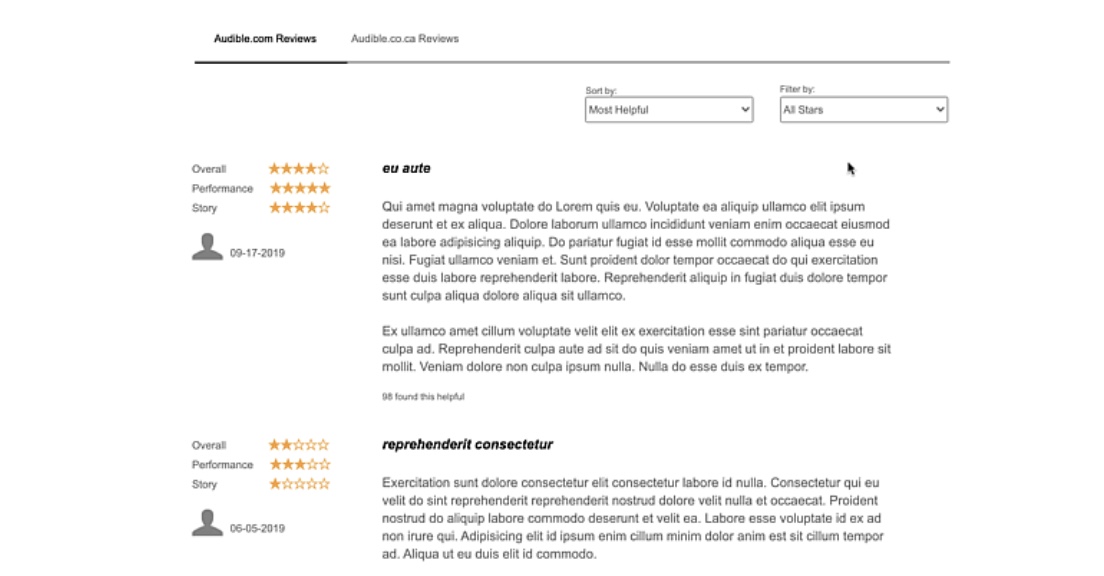 Audible.com Reviews
Audible.co.ca Reviews
Sort by:
Filter by:
Most Helpful
All Stars
Overall
Performance
Story
09-17-2019
eu aute
Qui amet magna voluptate do Lorem quis eu. Voluptate ea aliquip ullamco elit ipsum
deserunt et ex aliqua. Dolore laborum ullamco incididunt veniam enim occaecat eiusmod
ea labore adipisicing aliquip. Do pariatur fugiat id esse mollit commodo aliqua esse eu
nisi. Fugiat ullamco veniam et. Sunt proident dolor tempor occaecat do qui exercitation
esse duis labore reprehenderit labore. Reprehenderit aliquip in fugiat duis dolore tempor
sunt culpa aliqua dolore aliqua sit ullamco.
Ex ullamco amet cillum voluptate velit elit ex exercitation esse sint pariatur occaecat
culpa ad. Reprehenderit culpa aute ad sit do quis veniam amet ut in et proident labore sit
mollit. Veniam dolore non culpa ipsum nulla. Nulla do esse duis ex tempor.
98 found this helpful
Overall
Performance
Story
06-05-2019
reprehenderit consectetur
Exercitation sunt dolore consectetur elit consectetur labore id nulla. Consectetur qui eu
velit do sint reprehenderit reprehenderit nostrud dolore velit nulla et occaecat. Proident
nostrud do aliquip labore commodo deserunt et velit ea. Labore esse voluptate id ex ad
non irure qui. Adipisicing elit id ipsum enim cillum minim dolor anim est sit cillum tempor
ad. Aliqua ut eu duis elit id commodo.